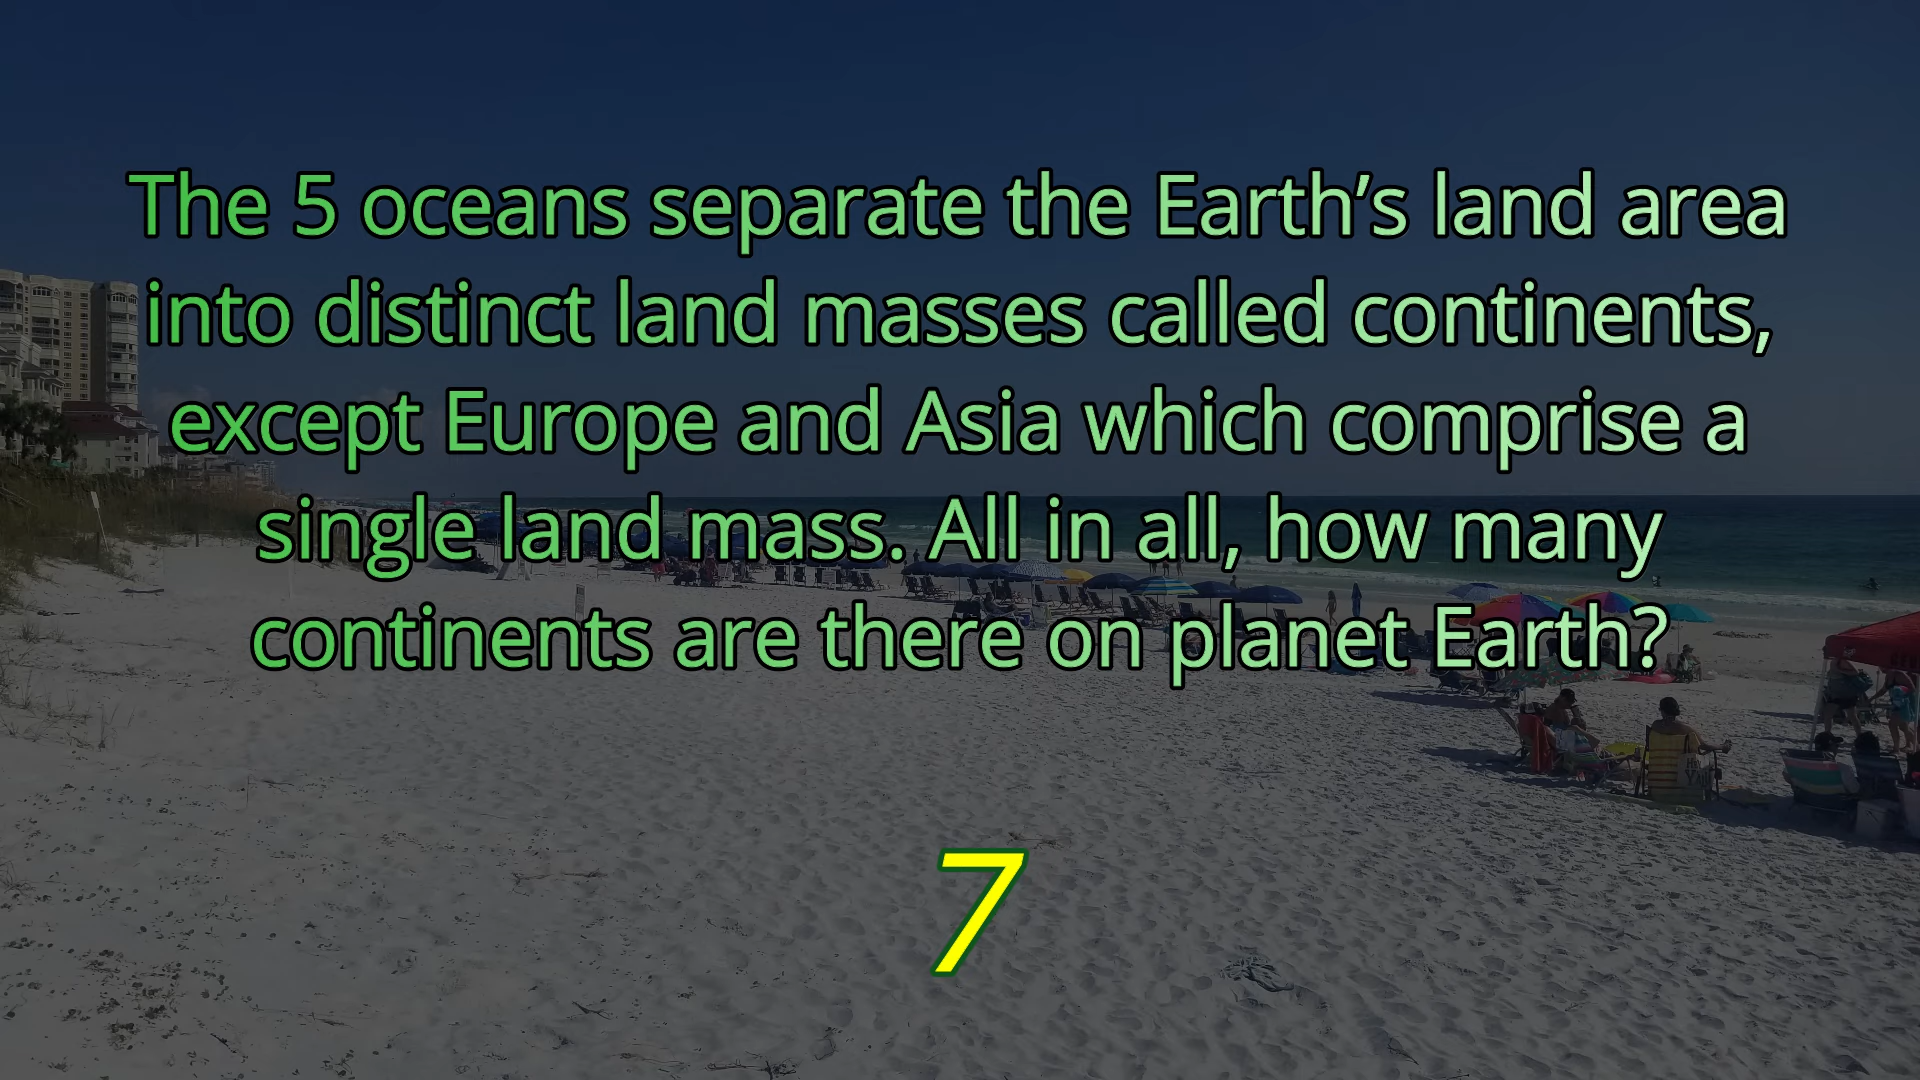 The 5 oceans separate the Earth’s land area
into distinct land masses called continents,
except Europe and Asia which comprise a
single land mass. All in all, how many
continents are there on planet Earth?
7